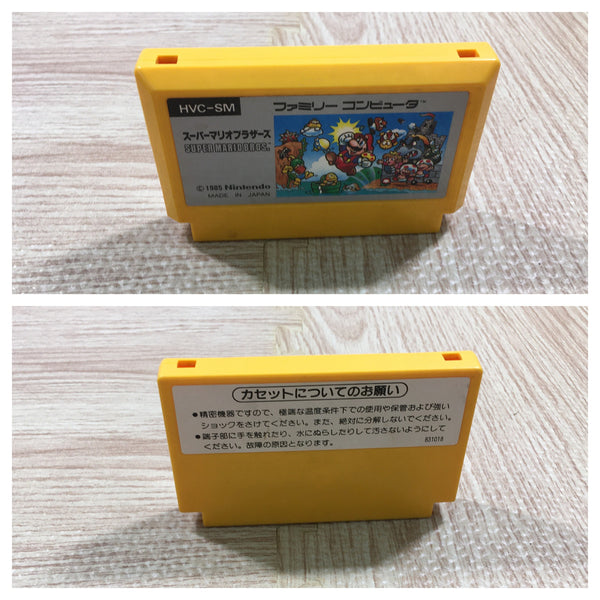 HVC-SM
ファミリー コンピュータ™
スーパーマリオブラザーズ
SUPER MARIO BROS.
©1985 Nintendo
MADE IN JAPAN
カセットについてのお願い
●精密機器ですので、極端な温度条件下での使用や保管および強い
ショックをさけてください。また、絶対に分解しないでください。
●端子部に手を触れたり、水にぬらしたりして汚さないようにして
ください。故障の原因となります。
831018